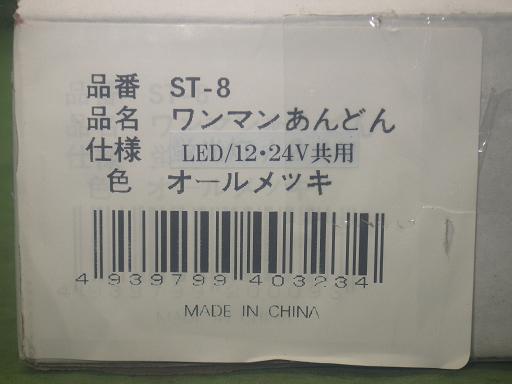 品番 ST-8
品名 ワンマンあんどん
仕様 LED/12・24V共用
色 オールメッキ
4 939799 403234
MADE IN CHINA